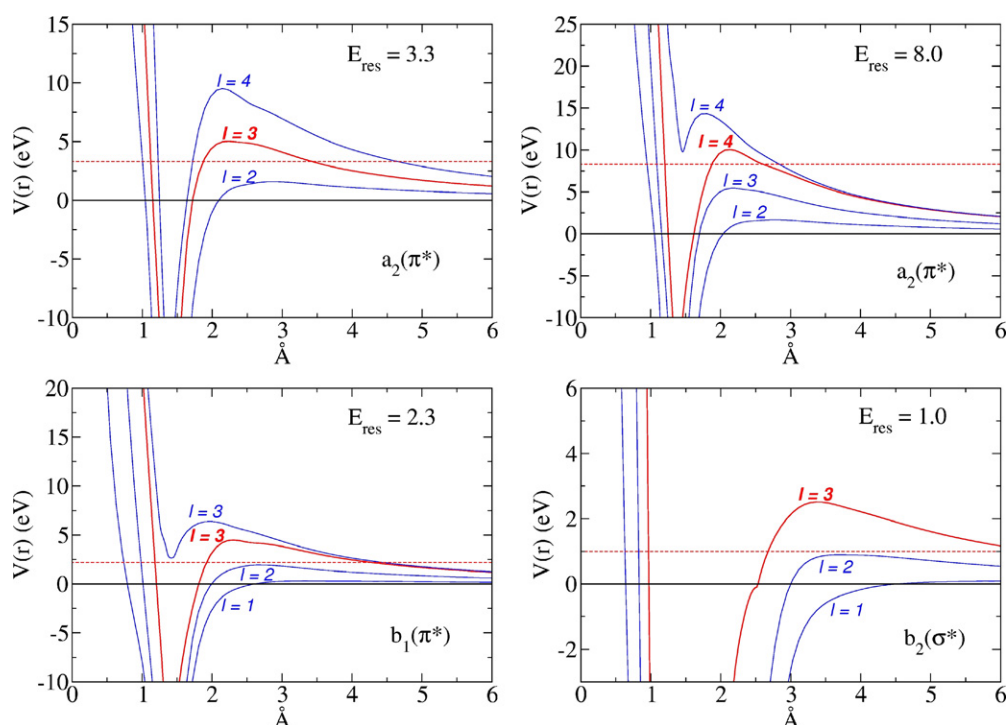 15
10
5
0
-5
-10
V(r) (eV)
E_res = 3.3
l = 4
l = 3
l = 2
a₂(π*)
0 1 2 3 4 5 6
Å
25
20
15
10
5
0
-5
-10
V(r) (eV)
E_res = 8.0
l = 4
l = 4
l = 3
l = 2
a₂(π*)
0 1 2 3 4 5 6
Å
20
15
10
5
0
-5
-10
V(r) (eV)
E_res = 2.3
l = 3
l = 3
l = 2
l = 1
b₁(π*)
0 1 2 3 4 5 6
Å
6
4
2
0
-2
V(r) (eV)
E_res = 1.0
l = 3
l = 2
l = 1
b₂(σ*)
0 1 2 3 4 5 6
Å